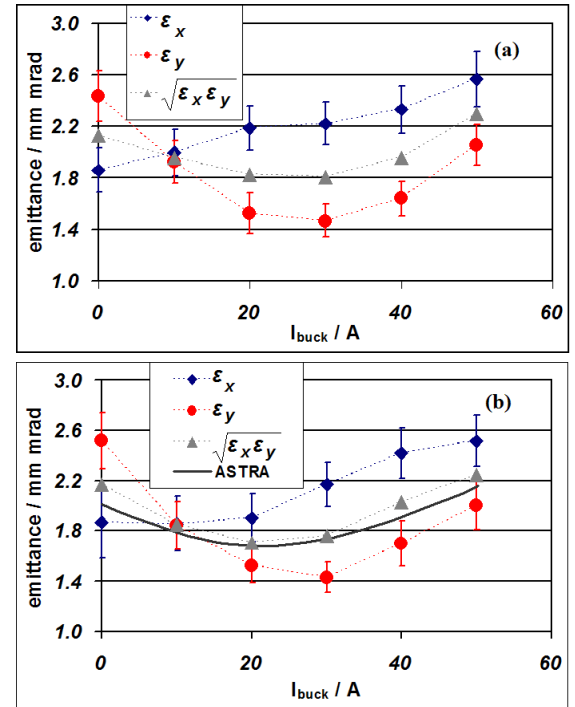 (a)
ε_x
ε_y
√ε_x ε_y
3.0
2.6
2.2
1.8
1.4
1.0
emittance / mm mrad
0
20
40
60
I_buck / A
(b)
ε_x
ε_y
√ε_x ε_y
ASTRA
3.0
2.6
2.2
1.8
1.4
1.0
emittance / mm mrad
0
20
40
60
I_buck / A